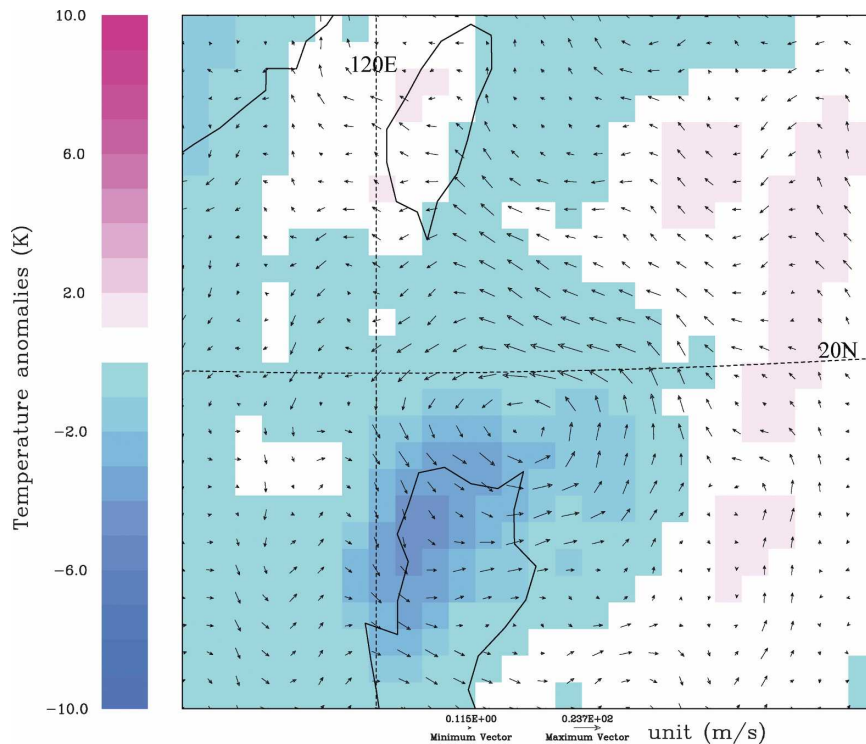 10.0
6.0
2.0
-2.0
-6.0
-10.0
Temperature anomalies (K)
120E
20N
0.115E+00
Minimum Vector
0.237E+02
Maximum Vector
unit (m/s)